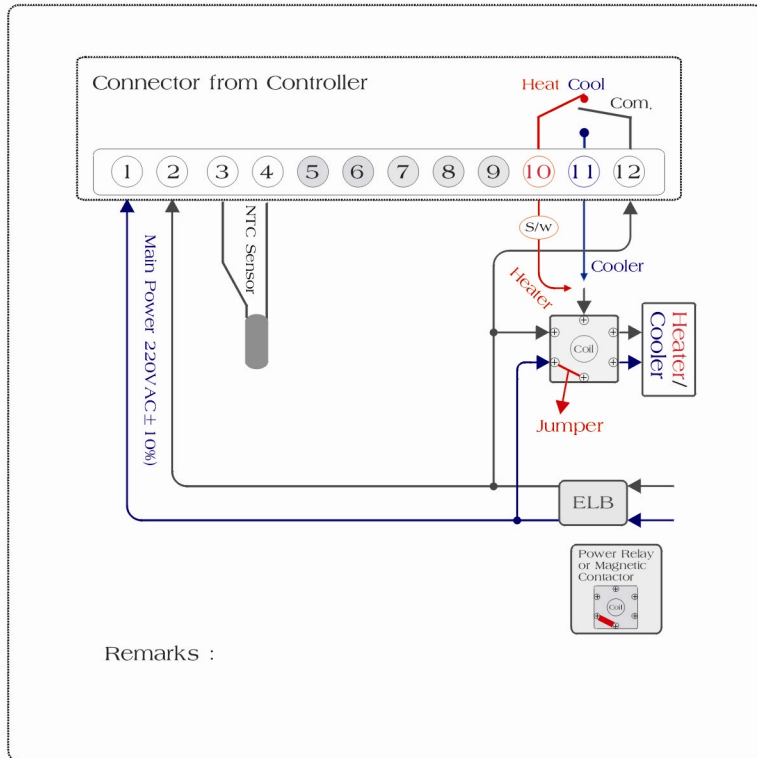 Connector from Controller
Heat Cool
Com.
1 2 3 4 5 6 7 8 9 10 11 12
Main Power 220VAC±10%)
NTC Sensor
S/w
Heater
Cooler
Coil
Heater/
Cooler
Jumper
ELB
Power Relay
or Magnetic
Contactor
Coil
Remarks :